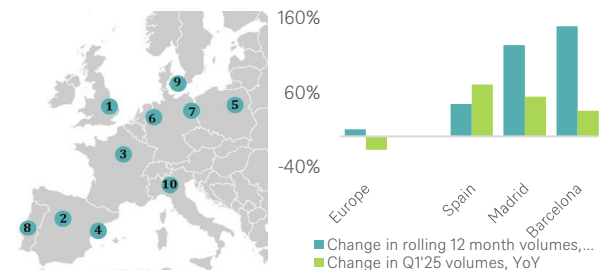 9
1
6
7
5
3
10
8
2
4
160%
60%
-40%
Europe
Spain
Madrid
Barcelona
Change in rolling 12 month volumes,...
Change in Q1'25 volumes, YoY